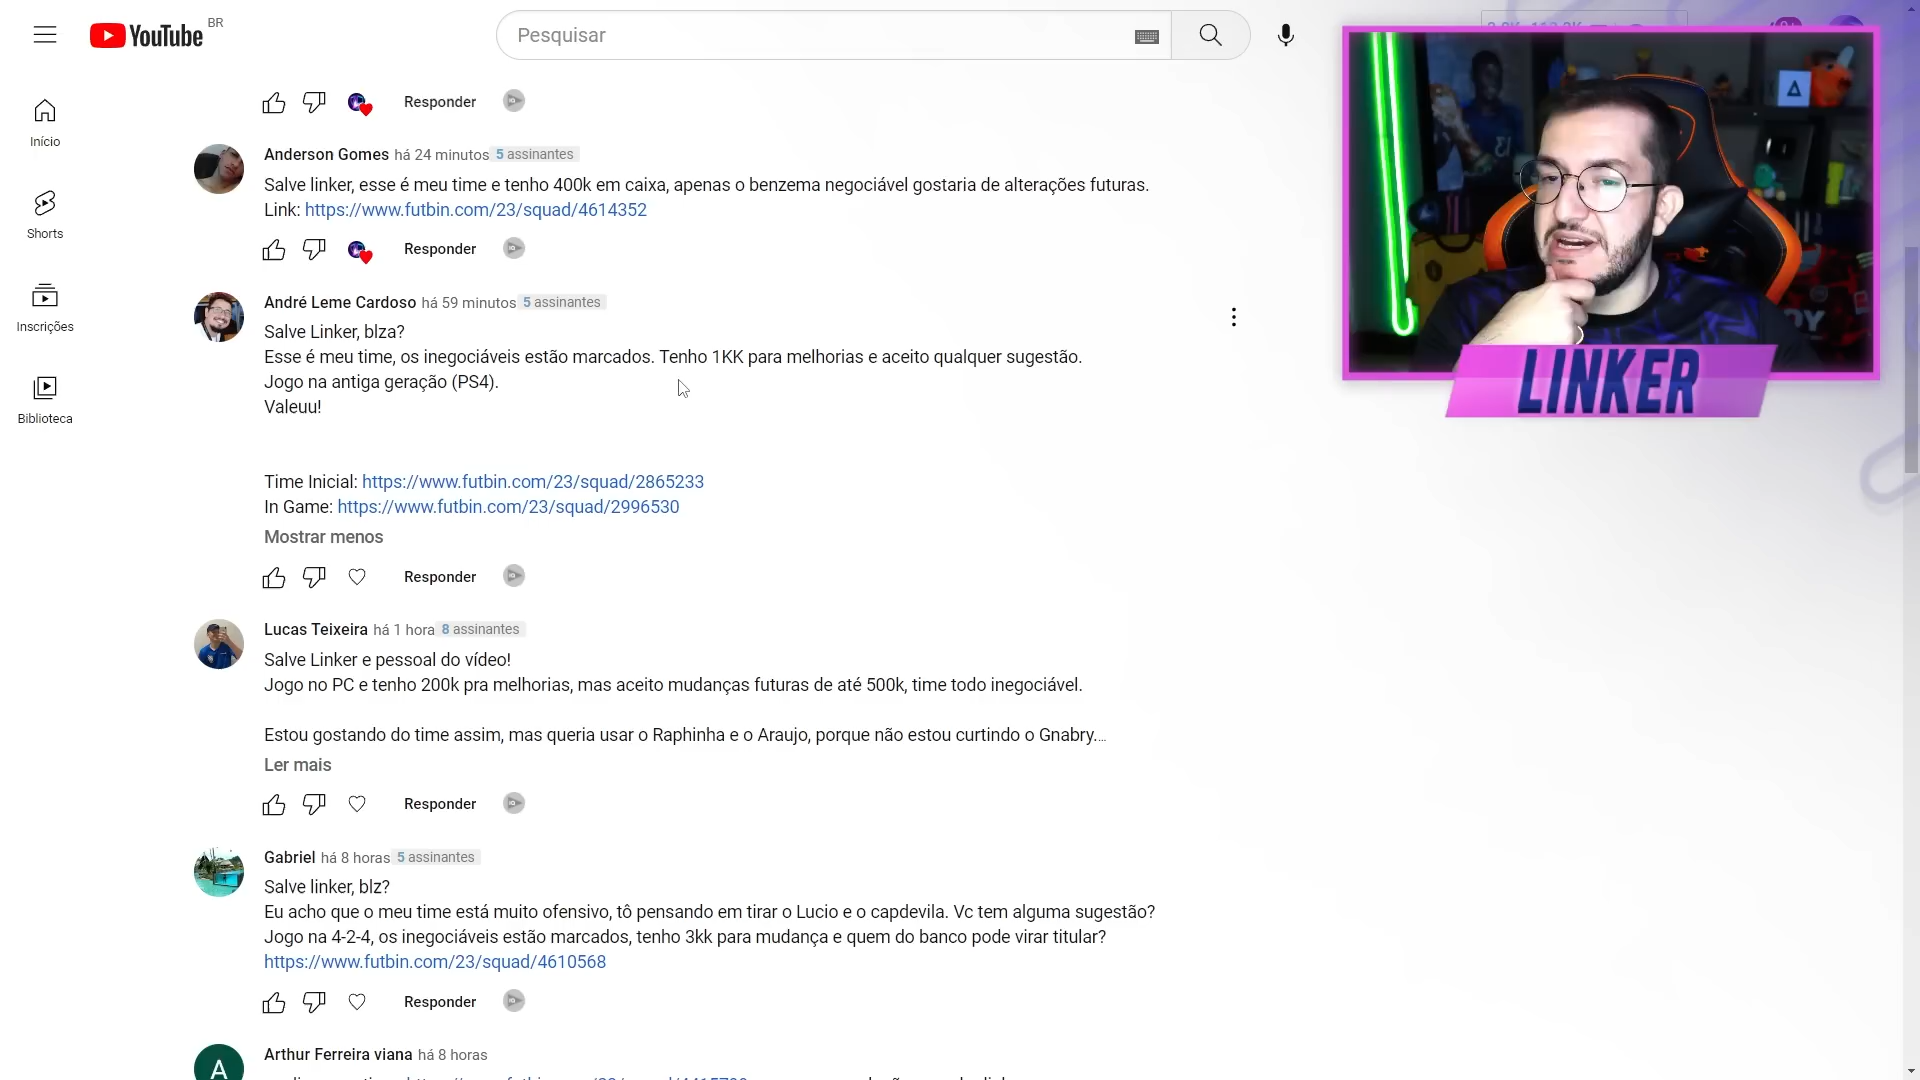 YouTube BR
Pesquisar
Início
Shorts
Inscrições
Biblioteca
Responder
Anderson Gomes há 24 minutos 5 assinantes
Salve linker, esse é meu time e tenho 400k em caixa, apenas o benzema negociável gostaria de alterações futuras.
Link: https://www.futbin.com/23/squad/4614352
Responder
André Leme Cardoso há 59 minutos 5 assinantes
Salve Linker, blza?
Esse é meu time, os inegociáveis estão marcados. Tenho 1KK para melhorias e aceito qualquer sugestão.
Jogo na antiga geração (PS4).
Valeuu!
Time Inicial: https://www.futbin.com/23/squad/2865233
In Game: https://www.futbin.com/23/squad/2996530
Mostrar menos
Responder
Lucas Teixeira há 1 hora 8 assinantes
Salve Linker e pessoal do vídeo!
Jogo no PC e tenho 200k pra melhorias, mas aceito mudanças futuras de até 500k, time todo inegociável.
Estou gostando do time assim, mas queria usar o Raphinha e o Araujo, porque não estou curtindo o Gnabry....
Ler mais
Responder
Gabriel há 8 horas 5 assinantes
Salve linker, blz?
Eu acho que o meu time está muito ofensivo, tô pensando em tirar o Lucio e o capdevila. Vc tem alguma sugestão?
Jogo na 4-2-4, os inegociáveis estão marcados, tenho 3kk para mudança e quem do banco pode virar titular?
https://www.futbin.com/23/squad/4610568
Responder
A
Arthur Ferreira viana há 8 horas
LINKER